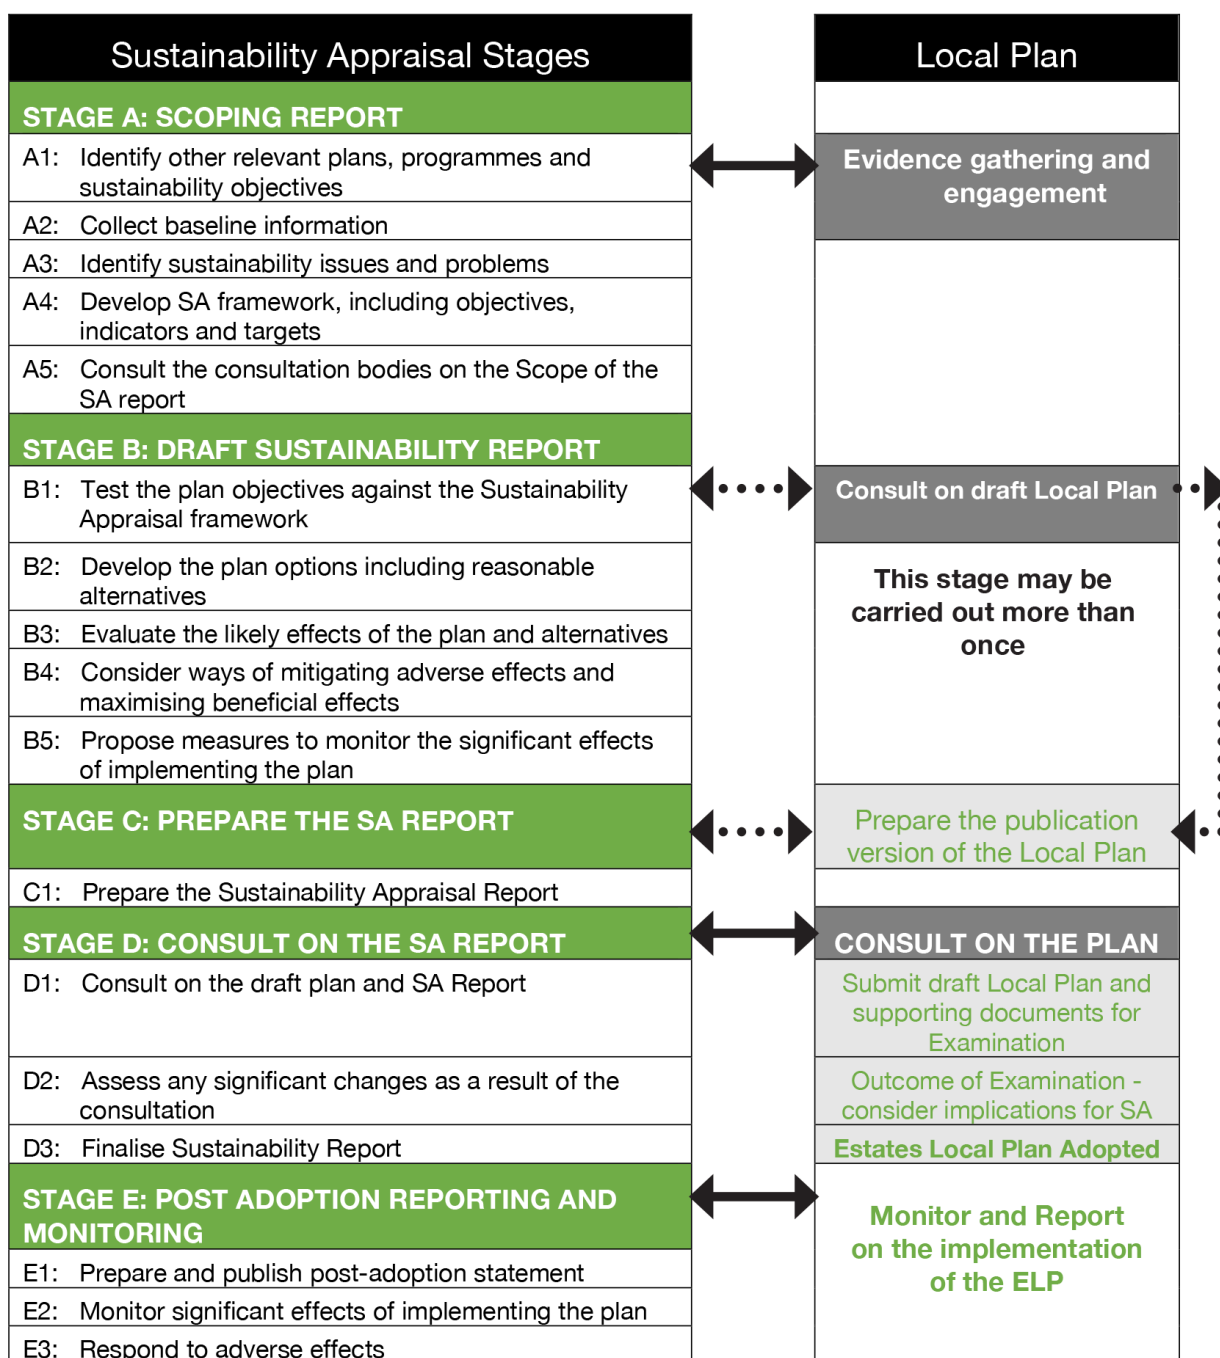 Sustainability Appraisal Stages
Local Plan
STAGE A: SCOPING REPORT
A1: Identify other relevant plans, programmes and
sustainability objectives
Evidence gathering and
engagement
A2: Collect baseline information
A3: Identify sustainability issues and problems
A4: Develop SA framework, including objectives,
indicators and targets
A5: Consult the consultation bodies on the Scope of the
SA report
STAGE B: DRAFT SUSTAINABILITY REPORT
B1: Test the plan objectives against the Sustainability
Appraisal framework
Consult on draft Local Plan
B2: Develop the plan options including reasonable
alternatives
This stage may be
carried out more than
once
B3: Evaluate the likely effects of the plan and alternatives
B4: Consider ways of mitigating adverse effects and
maximising beneficial effects
B5: Propose measures to monitor the significant effects
of implementing the plan
STAGE C: PREPARE THE SA REPORT
Prepare the publication
version of the Local Plan
C1: Prepare the Sustainability Appraisal Report
STAGE D: CONSULT ON THE SA REPORT
CONSULT ON THE PLAN
D1: Consult on the draft plan and SA Report
Submit draft Local Plan and
supporting documents for
Examination
D2: Assess any significant changes as a result of the
consultation
Outcome of Examination -
consider implications for SA
D3: Finalise Sustainability Report
Estates Local Plan Adopted
STAGE E: POST ADOPTION REPORTING AND
MONITORING
Monitor and Report
on the implementation
of the ELP
E1: Prepare and publish post-adoption statement
E2: Monitor significant effects of implementing the plan
E3: Respond to adverse effects